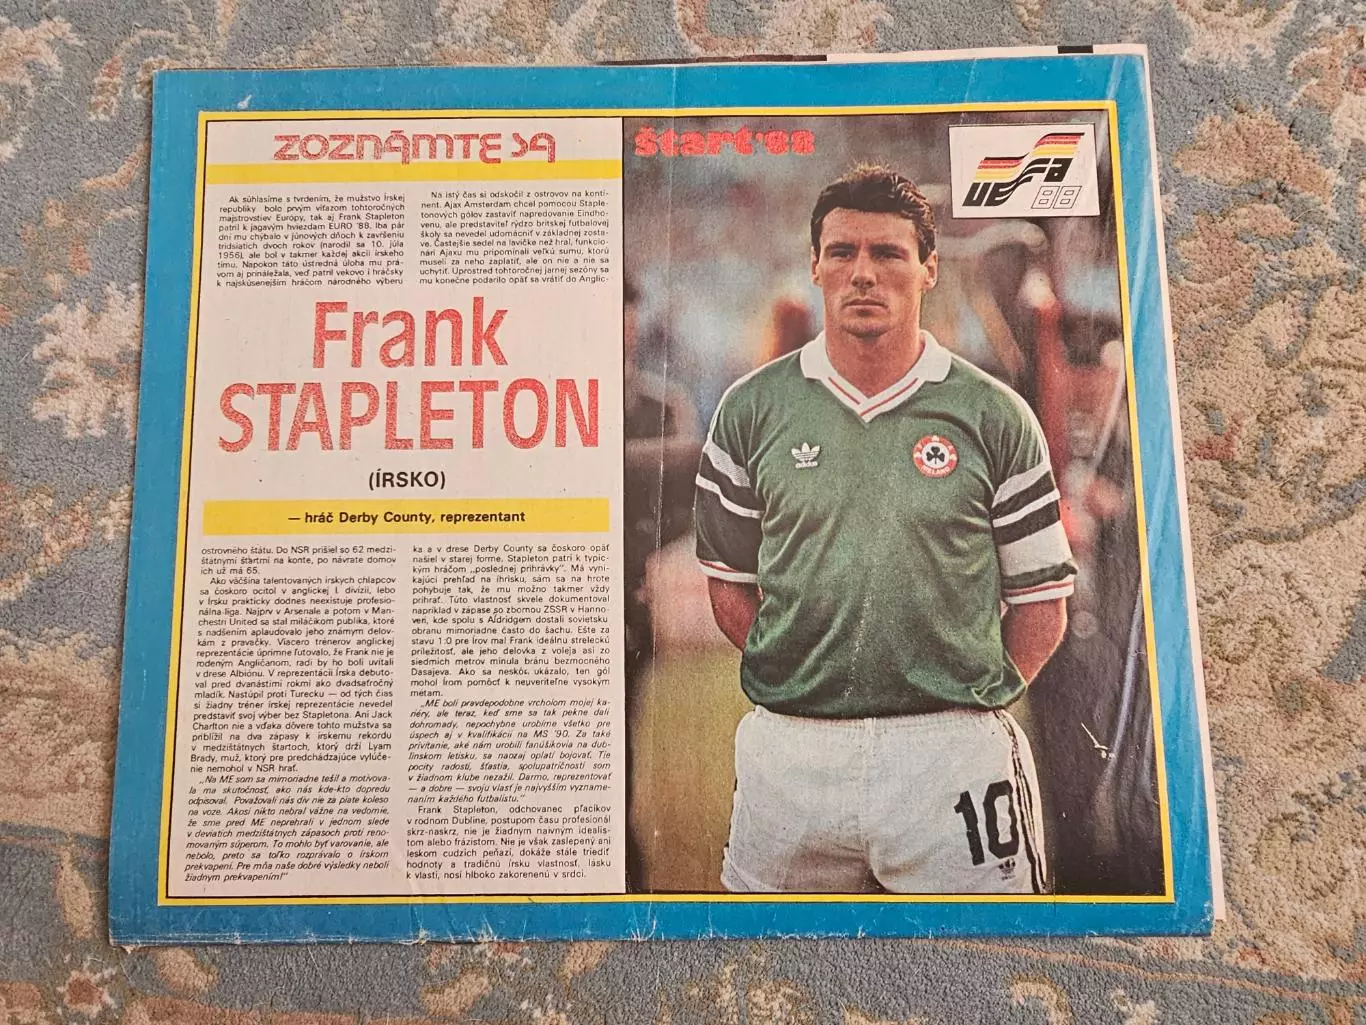 ZOZNÁMTE SA
Ak súhlasíme s tvrdením, že mužstvo Írskej
republiky bolo prvým víťazom tohtoročných
majstrovstiev Európy, tak aj Frank Stapleton
patril k jagavým hviezdam EURO '88. Iba pár
dní mu chýbalo v júnových dňoch k zavŕšeniu
tridsiatich dvoch rokov (narodil sa 10. júla
1956), ale bol v takmer každej akcii írskeho
tímu. Napokon táto ústredná úloha mu prá-
vom aj prináležala, veď patril vekovo i hráčsky
k najskúsenejším hráčom národného výberu
Na istý čas si odskočil z ostrovov na konti-
nent. Ajax Amsterdam chcel pomocou Staple-
tonových gólov zastaviť napredovanie Eindho-
venu, ale predstaviteľ rýdzo britskej futbalovej
školy sa nevedel udomácniť v základnej zosta-
ve. Častejšie sedel na lavičke než hral, funkcio-
nári Ajaxu mu pripomínali veľkú sumu, ktorú
museli za neho zaplatiť, ale on nie a nie sa
uchytiť. Uprostred tohtoročnej jarnej sezóny sa
mu konečne podarilo opäť sa vrátiť do Anglic-
Frank
STAPLETON
(ÍRSKO)
— hráč Derby County, reprezentant
ostrovného štátu. Do NSR prišiel so 62 medzi-
štátnymi štartmi na konte, po návrate domov
ich už má 65.
Ako väčšina talentovaných írskych chlapcov
sa čoskoro ocitol v anglickej I. divízii, lebo
v Írsku prakticky dodnes neexistuje profesio-
nálna liga. Najprv v Arsenale a potom v Man-
chestri United sa stal miláčikom publika, ktoré
s nadšením aplaudovalo jeho známym delov-
kám z pravačky. Viacero trénerov anglickej
reprezentácie úprimne ľutovalo, že Frank nie je
rodeným Angličanom, radi by ho boli uvítali
v drese Albiónu. V reprezentácii Írska debuto-
val pred dvanástimi rokmi ako dvadsaťročný
mladík. Nastúpil proti Turecku — od tých čias
si žiadny tréner írskej reprezentácie nevedel
predstaviť svoj výber bez Stapletona. Ani Jack
Charlton nie a vďaka dôvere tohto mužstva sa
priblížil na dva zápasy k írskemu rekordu
v medzištátnych štartoch, ktorý drží Lyam
Brady, muž, ktorý pre predchádzajúce vylúče-
nie nemohol v NSR hrať.
„Na ME som sa mimoriadne tešil a motivova-
la ma skutočnosť, ako nás kde-kto dopredu
odpisoval. Považovali nás div nie za piate koleso
na voze. Akosi nikto nebral vážne na vedomie,
že sme pred ME neprehrali v jednom slede
v deviatich medzištátnych zápasoch proti reno-
movaným súperom. To mohlo byť varovanie, ale
nebolo, preto sa toľko rozprávalo o írskom
prekvapení. Pre mňa naše dobré výsledky neboli
žiadnym prekvapením!"
ka a v drese Derby County sa čoskoro opäť
našiel v starej forme. Stapleton patrí k typic-
kým hráčom „poslednej prihrávky". Má vyni-
kajúci prehľad na ihrisku, sám sa na hrote
pohybuje tak, že mu možno takmer vždy
prihrať. Túto vlastnosť skvele dokumentoval
napríklad v zápase so zbornou ZSSR v Hanno-
veri, kde spolu s Aldridgem dostali sovietsku
obranu mimoriadne často do šachu. Ešte za
stavu 1:0 pre Írov mal Frank ideálnu streleckú
príležitosť, ale jeho delovka z voleja asi zo
siedmich metrov minula bránu bezmocného
Dasajeva. Ako sa neskôr ukázalo, ten gól
mohol Írom pomôcť k neuveriteľne vysokým
métam.
„ME boli pravdepodobne vrcholom mojej ka-
riéry, ale teraz, keď sme sa tak pekne dali
dohromady, nepochybne urobíme všetko pre
úspech aj v kvalifikácii na MS '90. Za také
privítanie, aké nám urobili fanúšikovia na dub-
linskom letisku, sa naozaj oplatí bojovať. Tie
pocity radosti, šťastia, spolupatričnosti som
v žiadnom klube nezažil. Darmo, reprezentovať
— a dobre — svoju vlasť je najvyšším vyzname-
naním každého futbalistu."
Frank Stapleton, odchovanec pľacíkov
v rodnom Dubline, postupom času profesionál
skrz-naskrz, nie je žiadnym naivným idealis-
tom alebo frázistom. Nie je však zaslepený ani
leskom cudzích peňazí, dokáže stále triediť
hodnoty a tradičnú írsku vlastnosť, lásku
k vlasti, nosí hlboko zakorenenú v srdci.
štart'88
UEFA
88
adidas
IRELAND
10